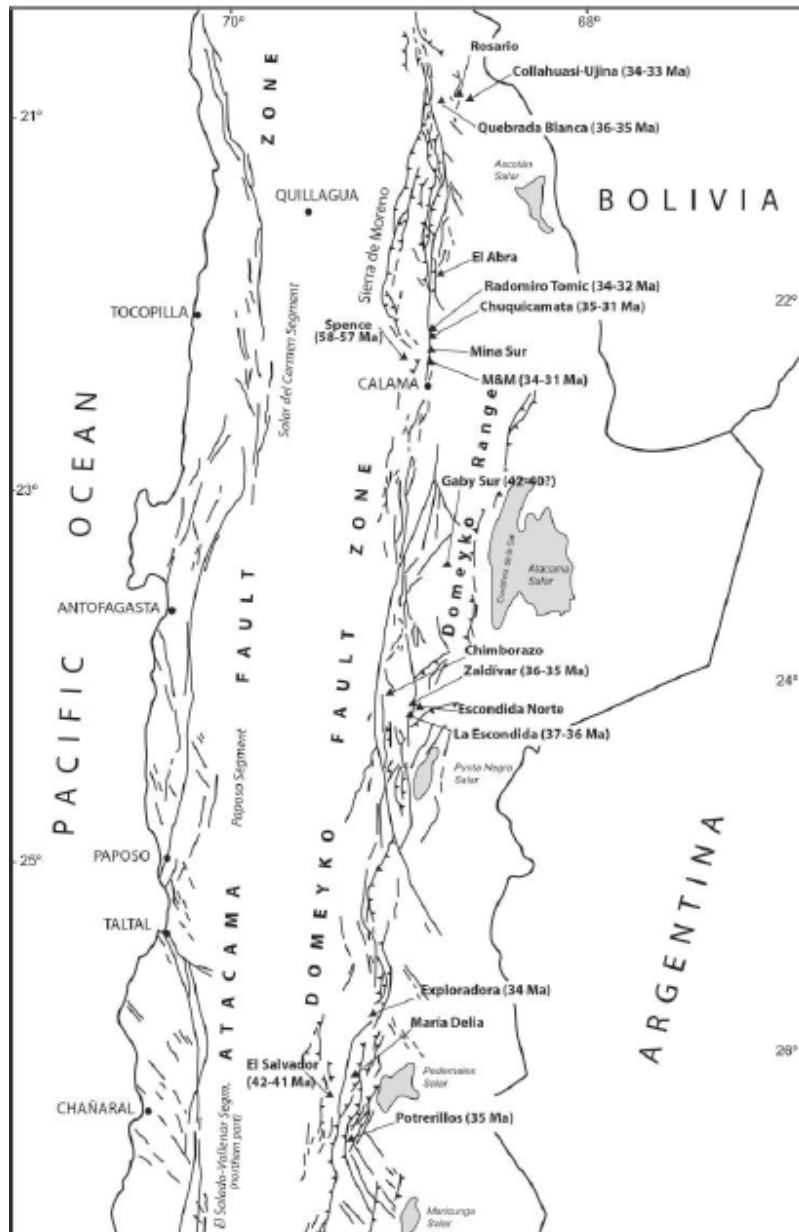 70°
68°
Rosario
Collahuasi-Ujina (34-33 Ma)
21°
Quebrada Blanca (36-35 Ma)
ZONE
Ascotán
Salar
QUILLAGUA
BOLIVIA
Sierra de Moreno
El Abra
Radomiro Tomic (34-32 Ma)
22°
Chuquicamata (35-31 Ma)
TOCOPILLA
Spence
(58-57 Ma)
Mina Sur
Salar del Carmen Segment
CALAMA
M&M (34-31 Ma)
Domeyko Range
Gaby Sur (42-40?)
23°
PACIFIC OCEAN
ZONE
Cordillera de la Sal
Atacama
Salar
FAULT
ANTOFAGASTA
Chimborazo
Zaldívar (36-35 Ma)
24°
Escondida Norte
La Escondida (37-36 Ma)
FAULT
Punta Negra
Salar
Paposo Segment
PAPOSO
25°
DOMEYKO
ARGENTINA
TALTAL
ATACAMA
Exploradora (34 Ma)
María Delia
26°
El Salvador
(42-41 Ma)
Pedernales
Salar
CHAÑARAL
Potrerillos (35 Ma)
El Salado-Vallenar Segm.
(northern part)
Maricunga
Salar